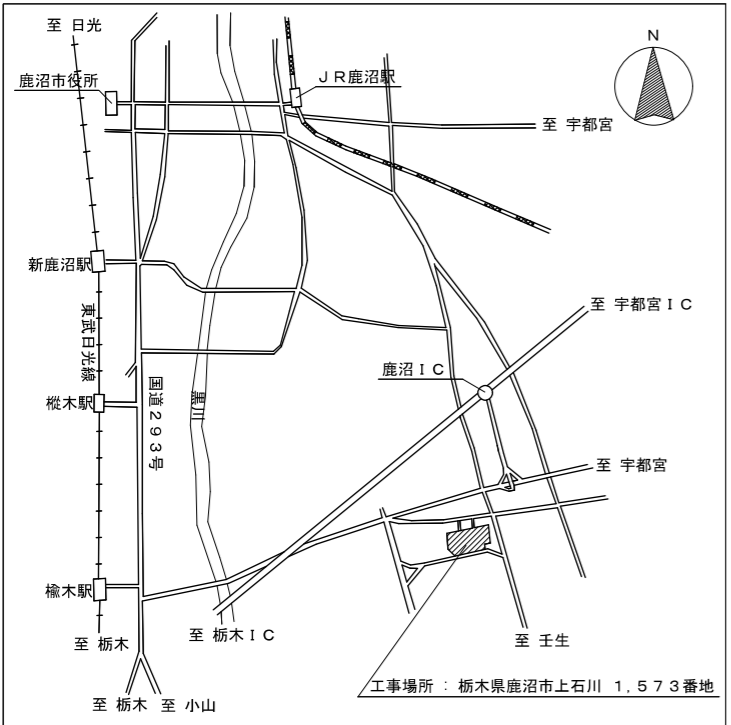 至 日光
N
鹿沼市役所
JR鹿沼駅
至 宇都宮
新鹿沼駅
至 宇都宮IC
東武日光線
鹿沼IC
国道293号
黒川
樅木駅
至 宇都宮
楡木駅
至 栃木
至 栃木IC
至 壬生
工事場所 : 栃木県鹿沼市上石川 1,573番地
至 栃木
至 小山